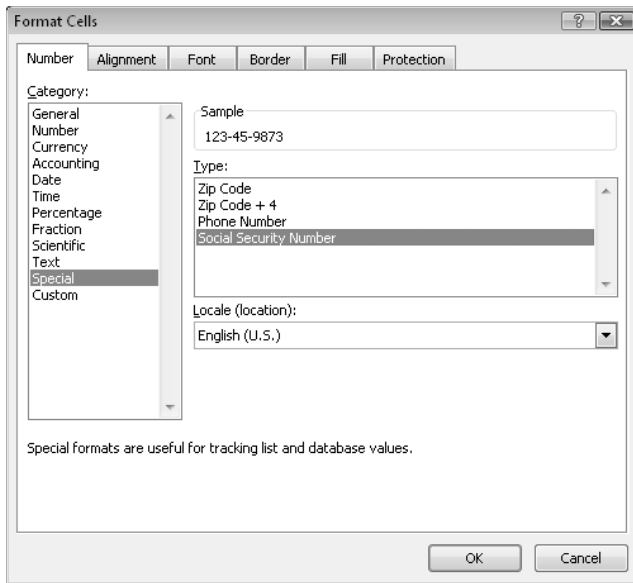 Format Cells
Number Alignment Font Border Fill Protection
Category:
General
Number
Currency
Accounting
Date
Time
Percentage
Fraction
Scientific
Text
Special
Custom
Sample
123-45-9873
Type:
Zip Code
Zip Code + 4
Phone Number
Social Security Number
Locale (location):
English (U.S.)
Special formats are useful for tracking list and database values.
OK Cancel